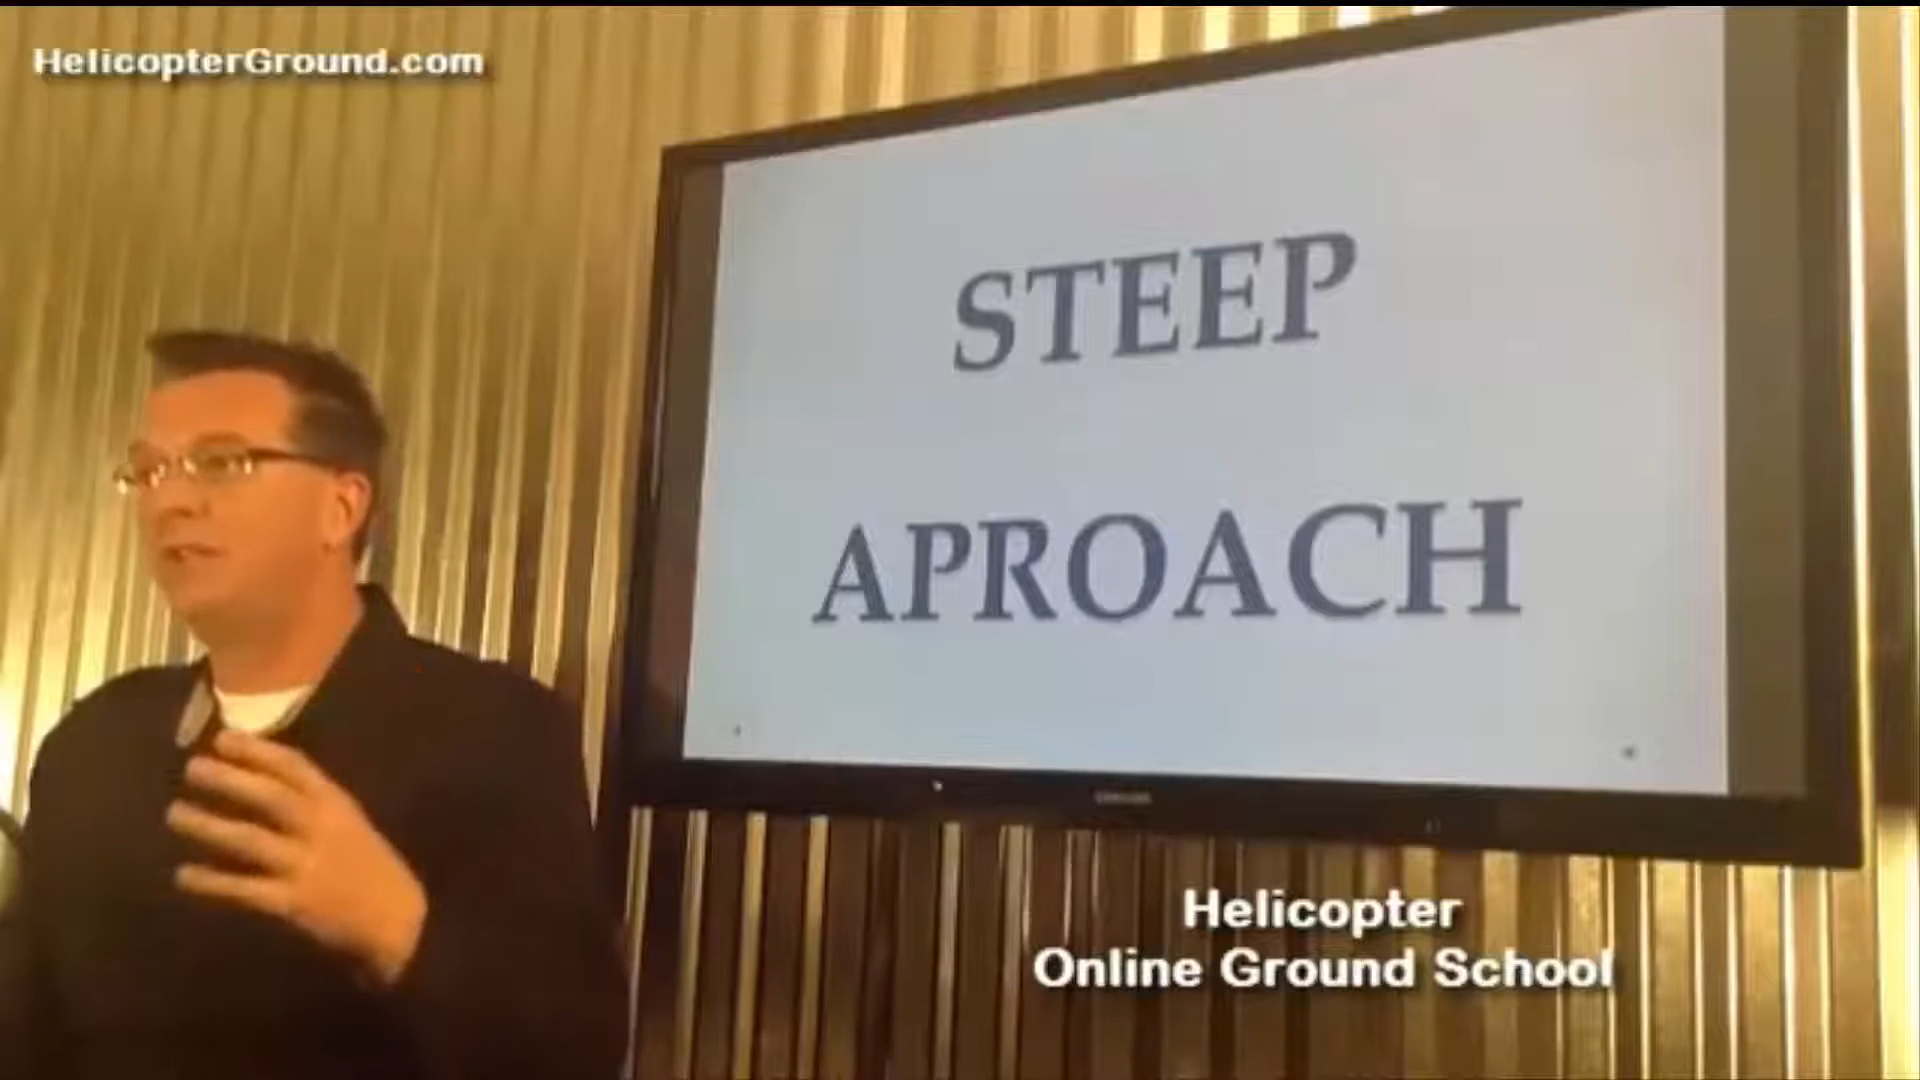 HelicopterGround.com
STEEP
APROACH
Helicopter
Online Ground School